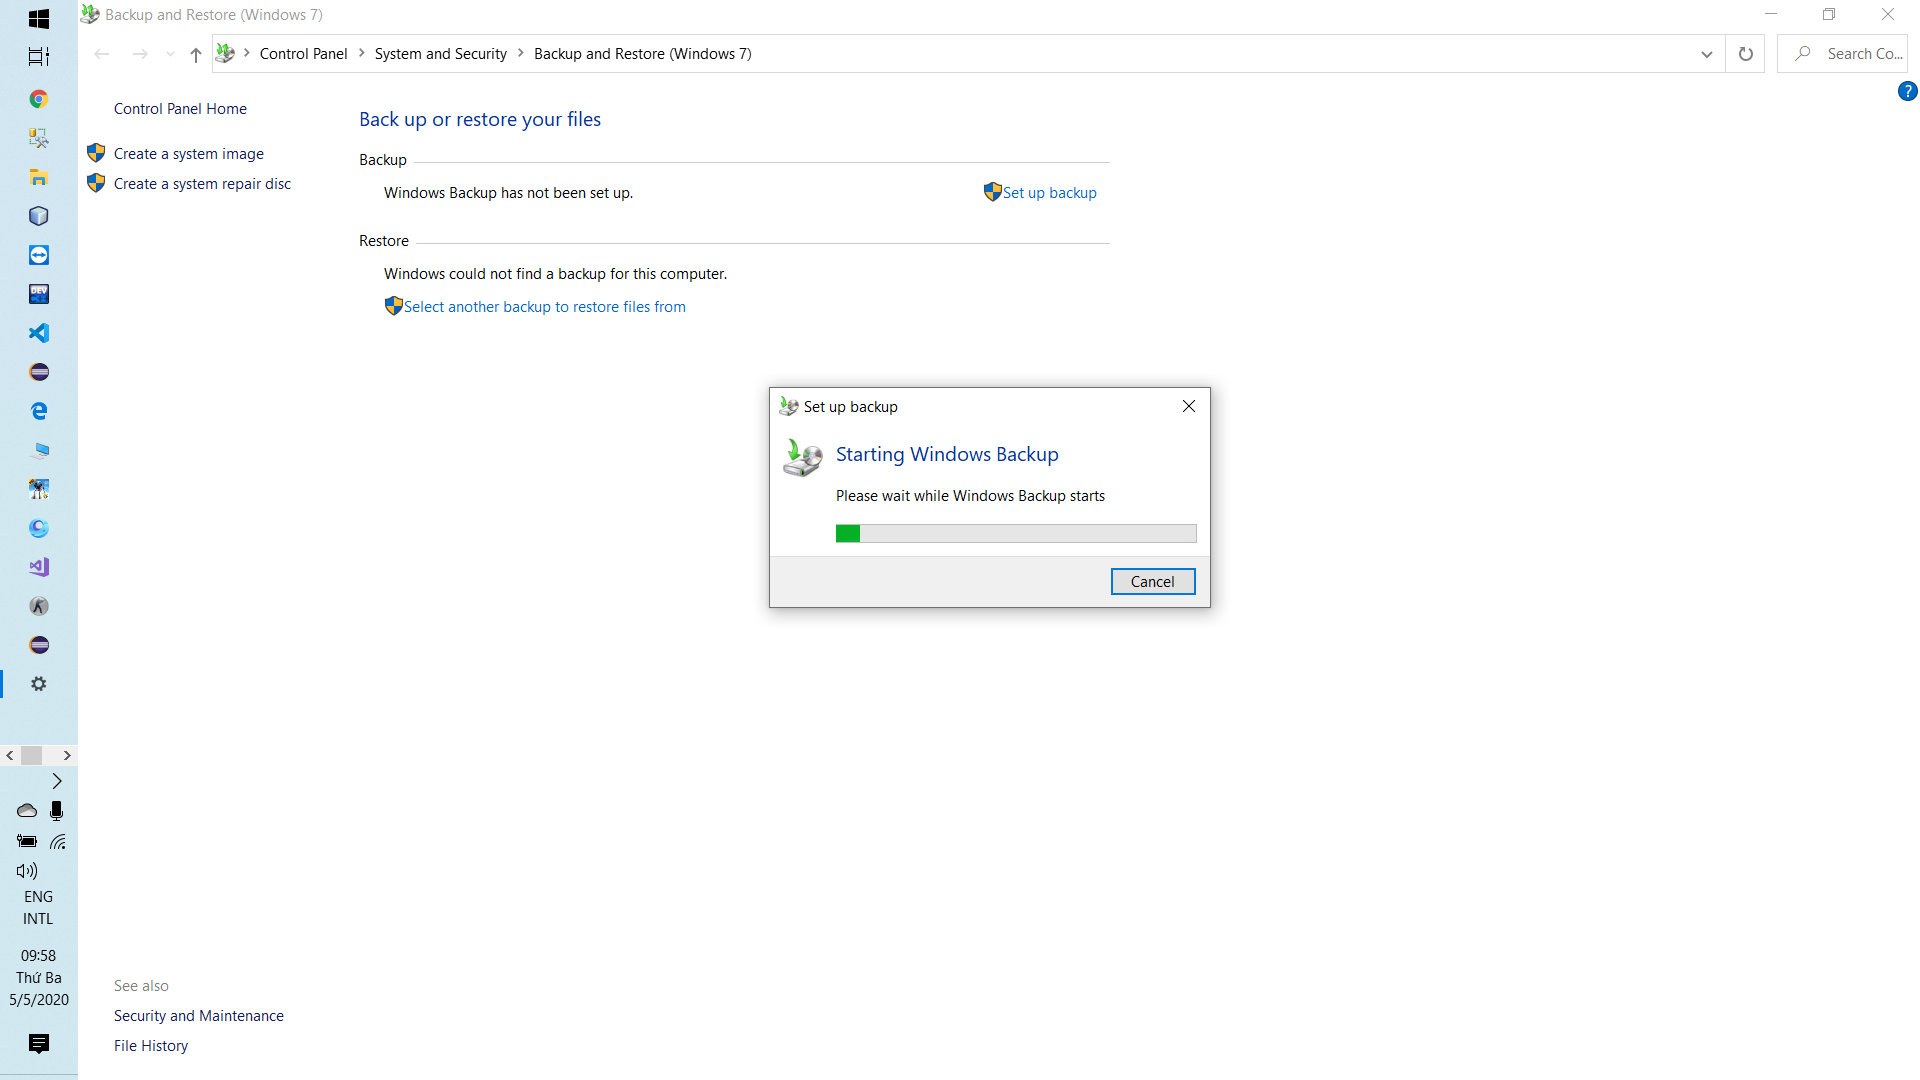 Backup and Restore (Windows 7)
Control Panel > System and Security > Backup and Restore (Windows 7)
Search Co...
?
Control Panel Home
Create a system image
Create a system repair disc
Back up or restore your files
Backup
Windows Backup has not been set up.
Set up backup
Restore
Windows could not find a backup for this computer.
Select another backup to restore files from
Set up backup
Starting Windows Backup
Please wait while Windows Backup starts
Cancel
See also
Security and Maintenance
File History
DEV
ENG
INTL
09:58
Thứ Ba
5/5/2020